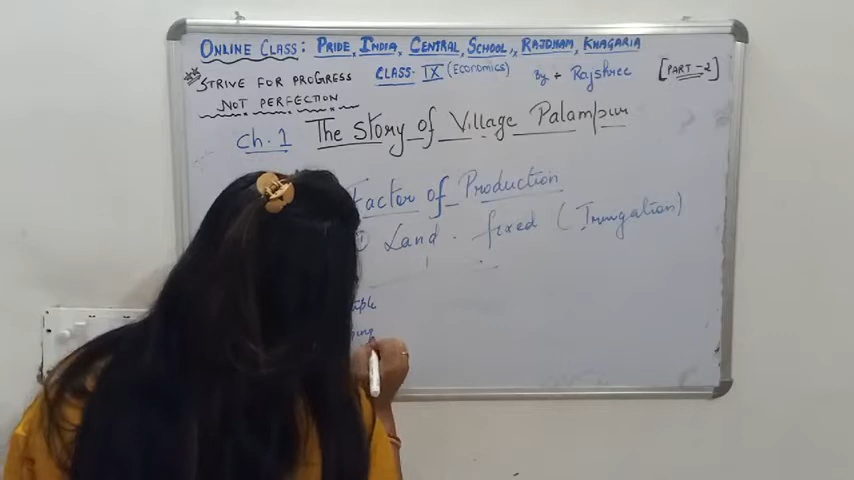 ONLINE CLASS: PRIDE INDIA CENTRAL SCHOOL, RAJDHAM, KHAGARIA
STRIVE FOR PROGRESS CLASS-IX (ECONOMICS) By + Rajshree [PART-2]
NOT PERFECTION
Ch.1 The Story of Village Palampur
Factor of Production
① Land . fixed (Irrugation)